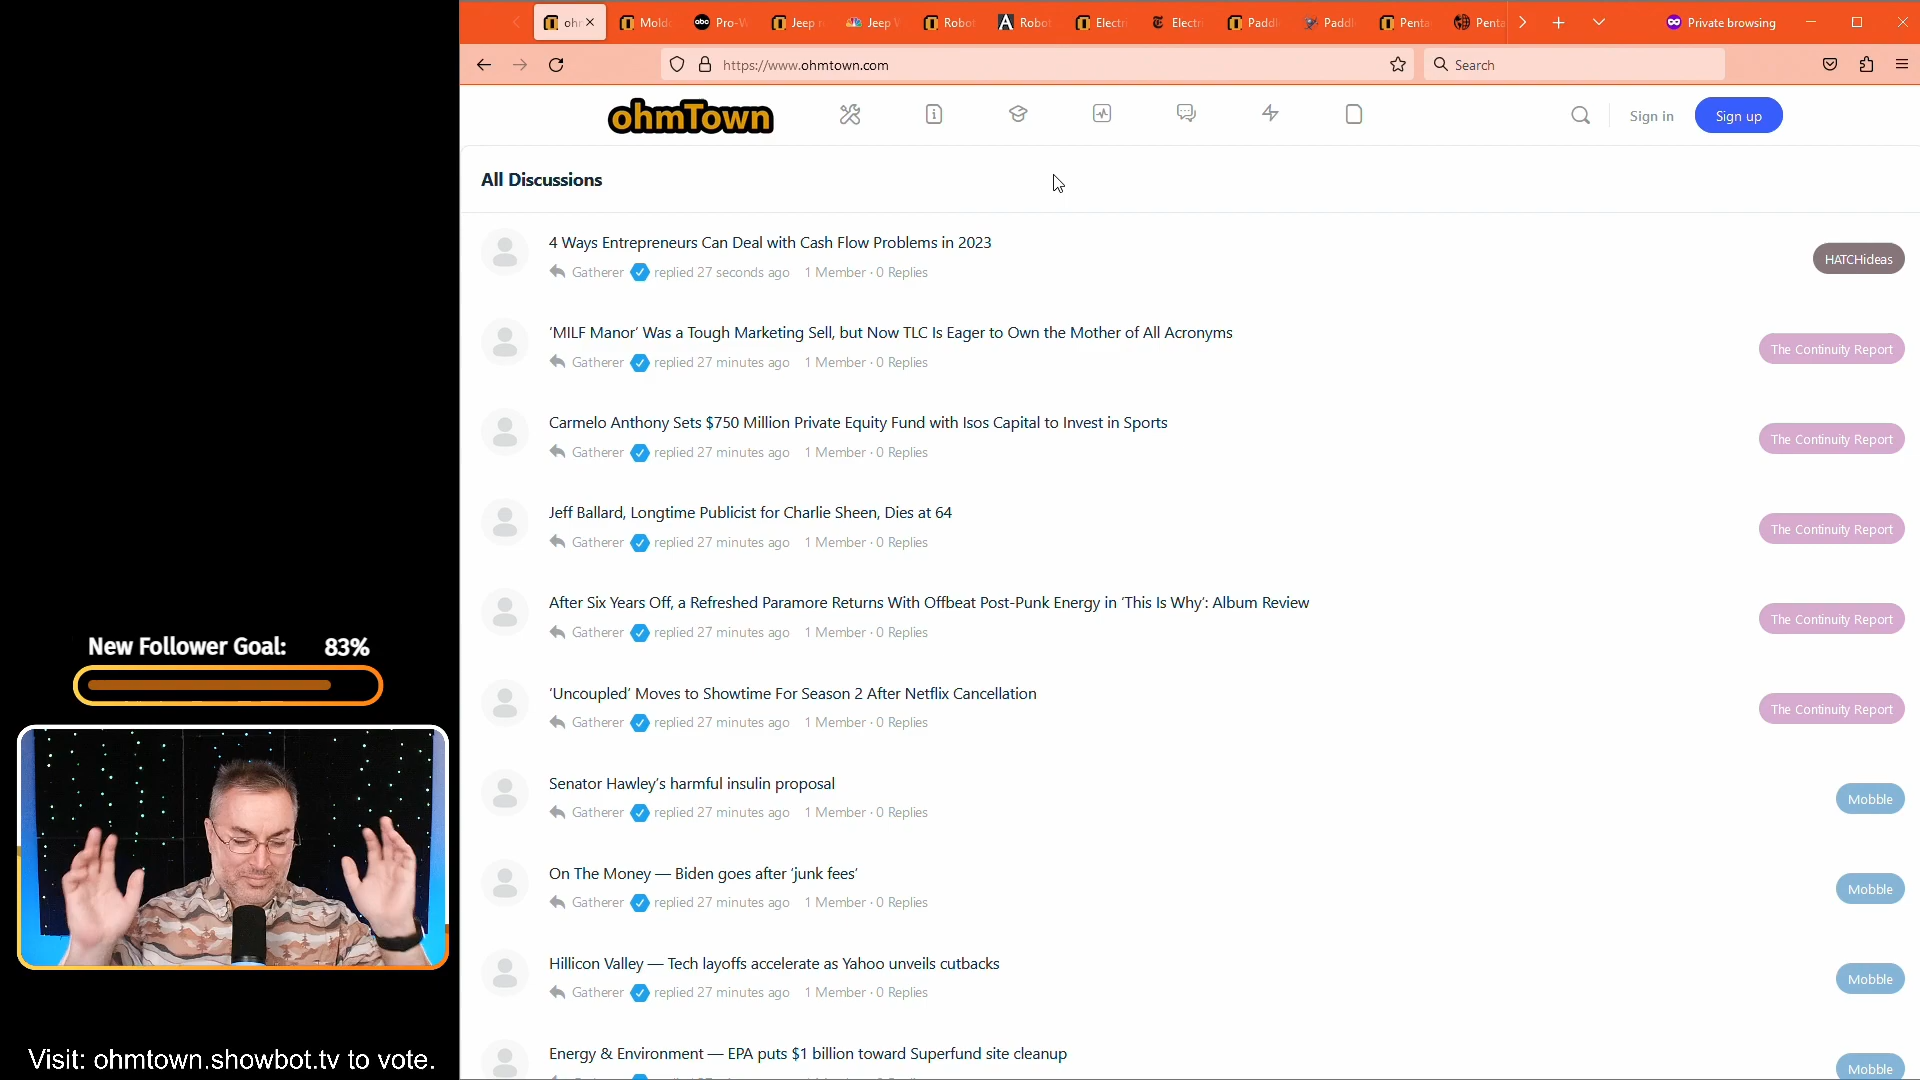 Private browsing
https://www.ohmtown.com
Search
ohmTown
Sign in
Sign up
All Discussions
4 Ways Entrepreneurs Can Deal with Cash Flow Problems in 2023
Gatherer replied 27 seconds ago 1 Member · 0 Replies
HATCHideas
'MILF Manor' Was a Tough Marketing Sell, but Now TLC Is Eager to Own the Mother of All Acronyms
Gatherer replied 27 minutes ago 1 Member · 0 Replies
The Continuity Report
Carmelo Anthony Sets $750 Million Private Equity Fund with Isos Capital to Invest in Sports
Gatherer replied 27 minutes ago 1 Member · 0 Replies
The Continuity Report
Jeff Ballard, Longtime Publicist for Charlie Sheen, Dies at 64
Gatherer replied 27 minutes ago 1 Member · 0 Replies
The Continuity Report
After Six Years Off, a Refreshed Paramore Returns With Offbeat Post-Punk Energy in 'This Is Why': Album Review
Gatherer replied 27 minutes ago 1 Member · 0 Replies
The Continuity Report
'Uncoupled' Moves to Showtime For Season 2 After Netflix Cancellation
Gatherer replied 27 minutes ago 1 Member · 0 Replies
The Continuity Report
Senator Hawley's harmful insulin proposal
Gatherer replied 27 minutes ago 1 Member · 0 Replies
Mobble
On The Money — Biden goes after 'junk fees'
Gatherer replied 27 minutes ago 1 Member · 0 Replies
Mobble
Hillicon Valley — Tech layoffs accelerate as Yahoo unveils cutbacks
Gatherer replied 27 minutes ago 1 Member · 0 Replies
Mobble
Energy & Environment — EPA puts $1 billion toward Superfund site cleanup
Mobble
New Follower Goal: 83%
Visit: ohmtown.showbot.tv to vote.